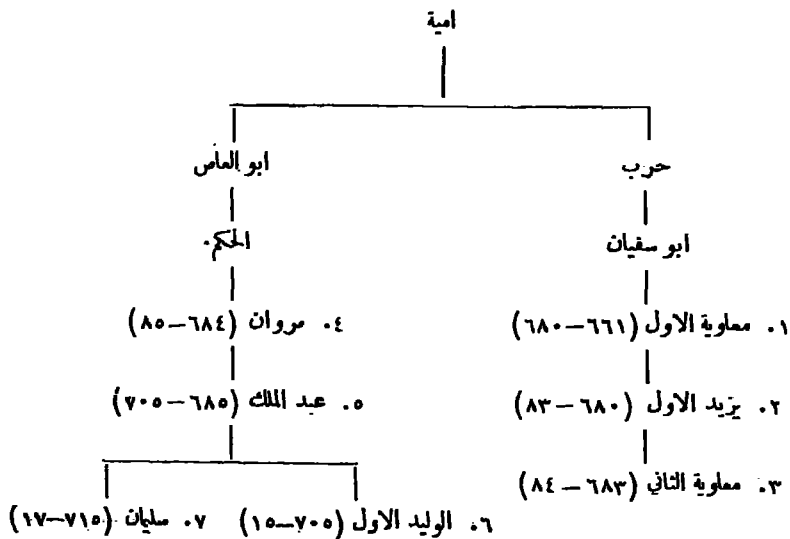 امية
حرب
ابو العاص
ابو سفيان
الحكم.
١. معاوية الاول (٦٦١–٦٨٠)
٤. مروان (٦٨٤–٨٥)
٢. يزيد الاول (٦٨٠–٨٣)
٥. عبد الملك (٦٨٥–٧٠٥)
٣. معاوية الثاني (٦٨٣–٨٤)
٦. الوليد الاول (٧٠٥–١٥)
٧. سليمان (٧١٥–١٧)